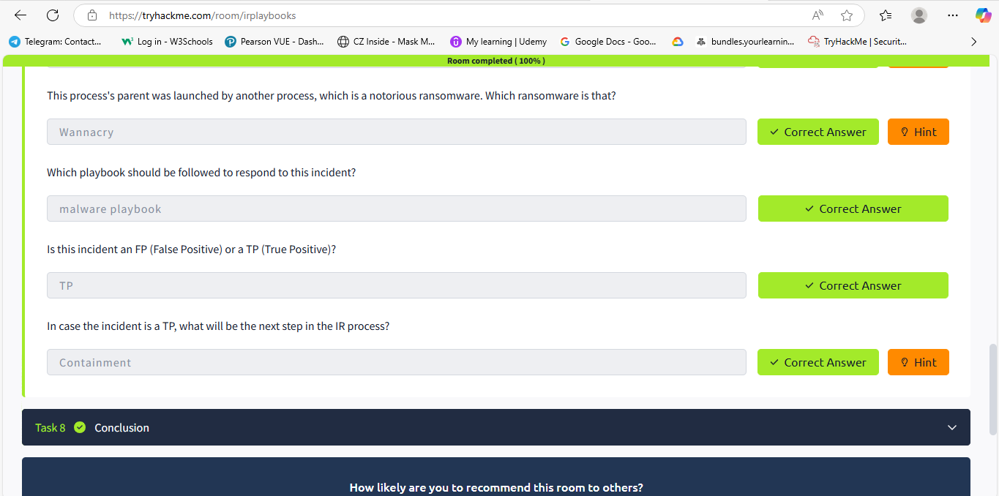 https://tryhackme.com/room/irplaybooks
Telegram: Contact... Log in - W3Schools Pearson VUE - Dash... CZ Inside - Mask M... My learning | Udemy Google Docs - Goo... bundles.yourlearnin... TryHackMe | Securit...
Room completed ( 100% )
This process's parent was launched by another process, which is a notorious ransomware. Which ransomware is that?
Wannacry Correct Answer Hint
Which playbook should be followed to respond to this incident?
malware playbook Correct Answer
Is this incident an FP (False Positive) or a TP (True Positive)?
TP Correct Answer
In case the incident is a TP, what will be the next step in the IR process?
Containment Correct Answer Hint
Task 8 Conclusion
How likely are you to recommend this room to others?